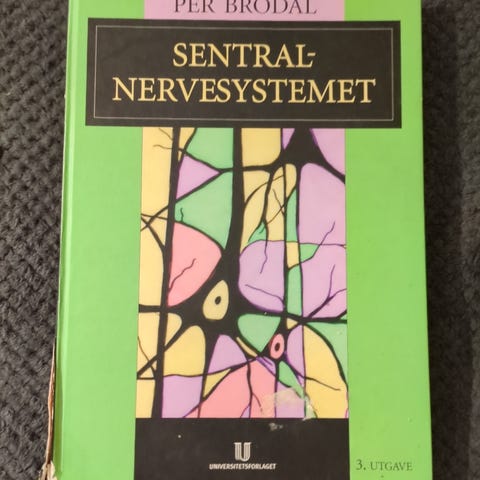 PER BRODAL
SENTRAL-
NERVESYSTEMET
UNIVERSITETSFORLAGET
3. UTGAVE